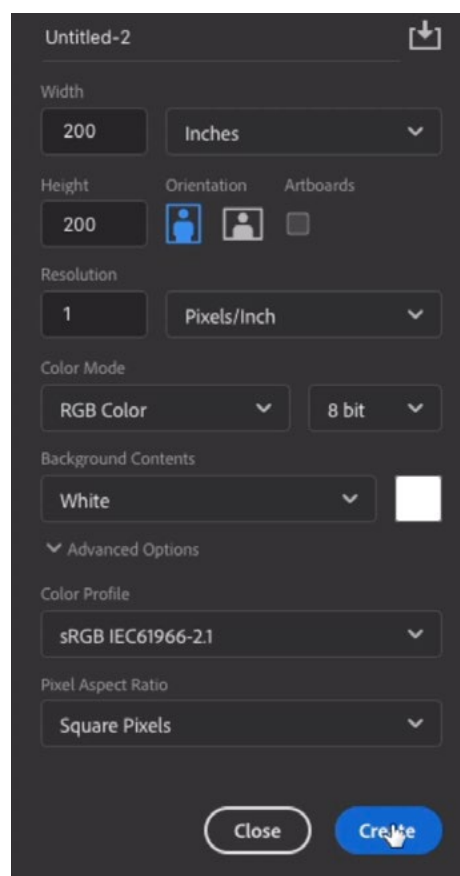 Untitled-2
Width
200 Inches
Height Orientation Artboards
200
Resolution
1 Pixels/Inch
Color Mode
RGB Color 8 bit
Background Contents
White
Advanced Options
Color Profile
sRGB IEC61966-2.1
Pixel Aspect Ratio
Square Pixels
Close Create